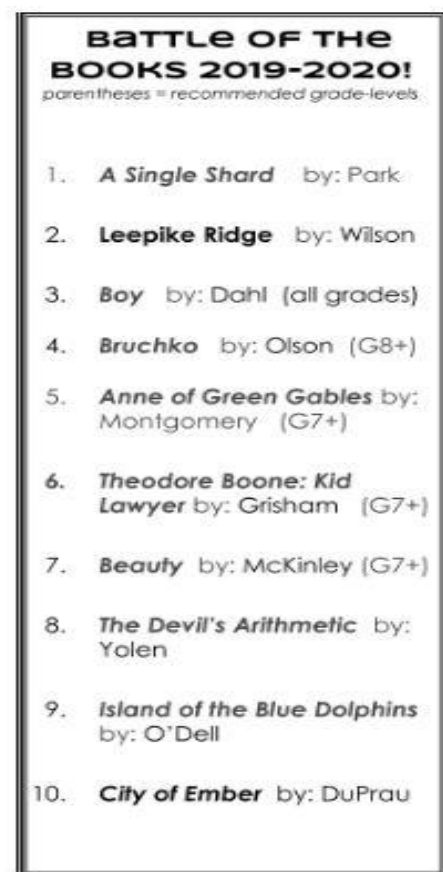 BATTLE OF THE
BOOKS 2019-2020!
parentheses = recommended grade-levels
1. A Single Shard by: Park
2. Leepike Ridge by: Wilson
3. Boy by: Dahl (all grades)
4. Bruchko by: Olson (G8+)
5. Anne of Green Gables by:
Montgomery (G7+)
6. Theodore Boone: Kid
Lawyer by: Grisham (G7+)
7. Beauty by: McKinley (G7+)
8. The Devil's Arithmetic by:
Yolen
9. Island of the Blue Dolphins
by: O'Dell
10. City of Ember by: DuPrau